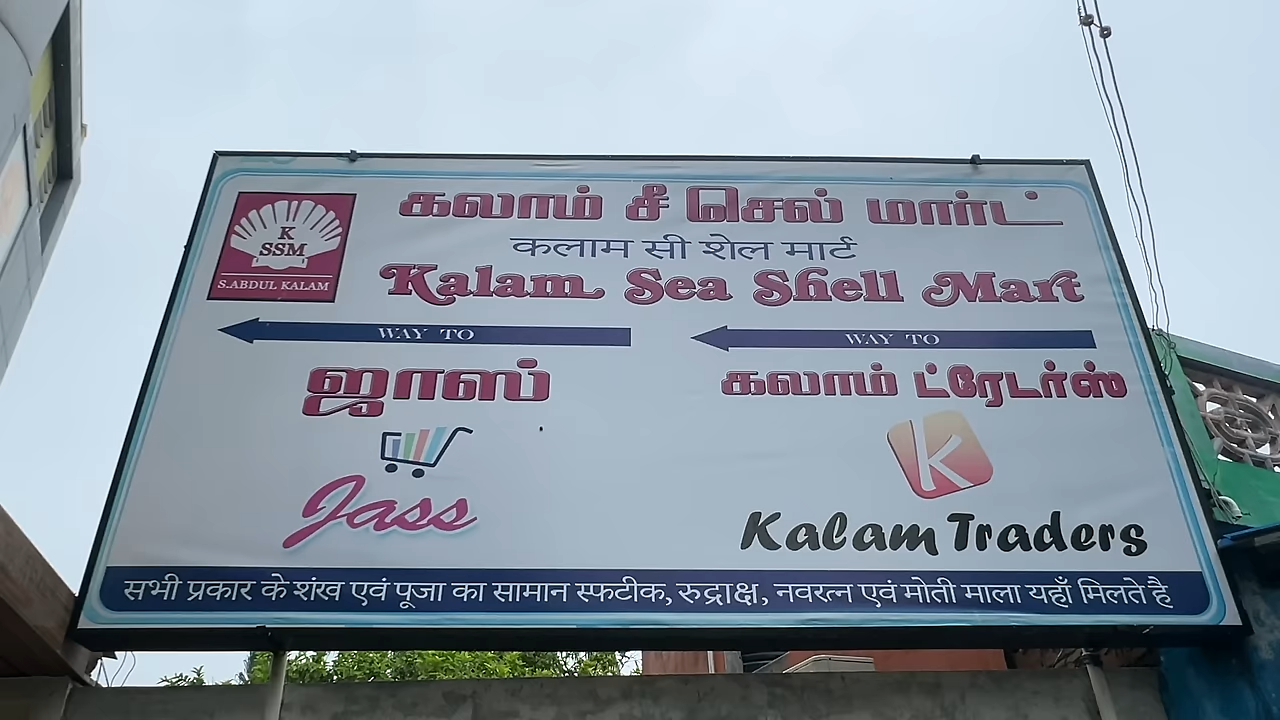 கலாம் சீ செல் மார்ட்
K
SSM
S.ABDUL KALAM
कलाम सी शेल मार्ट
Kalam Sea Shell Mart
WAY TO
WAY TO
ஜாஸ்
கலாம் ட்ரேடர்ஸ்
k
Jass
Kalam Traders
सभी प्रकार के शंख एवं पूजा का सामान स्फटीक, रुद्राक्ष, नवरत्न एवं मोती माला यहाँ मिलते है